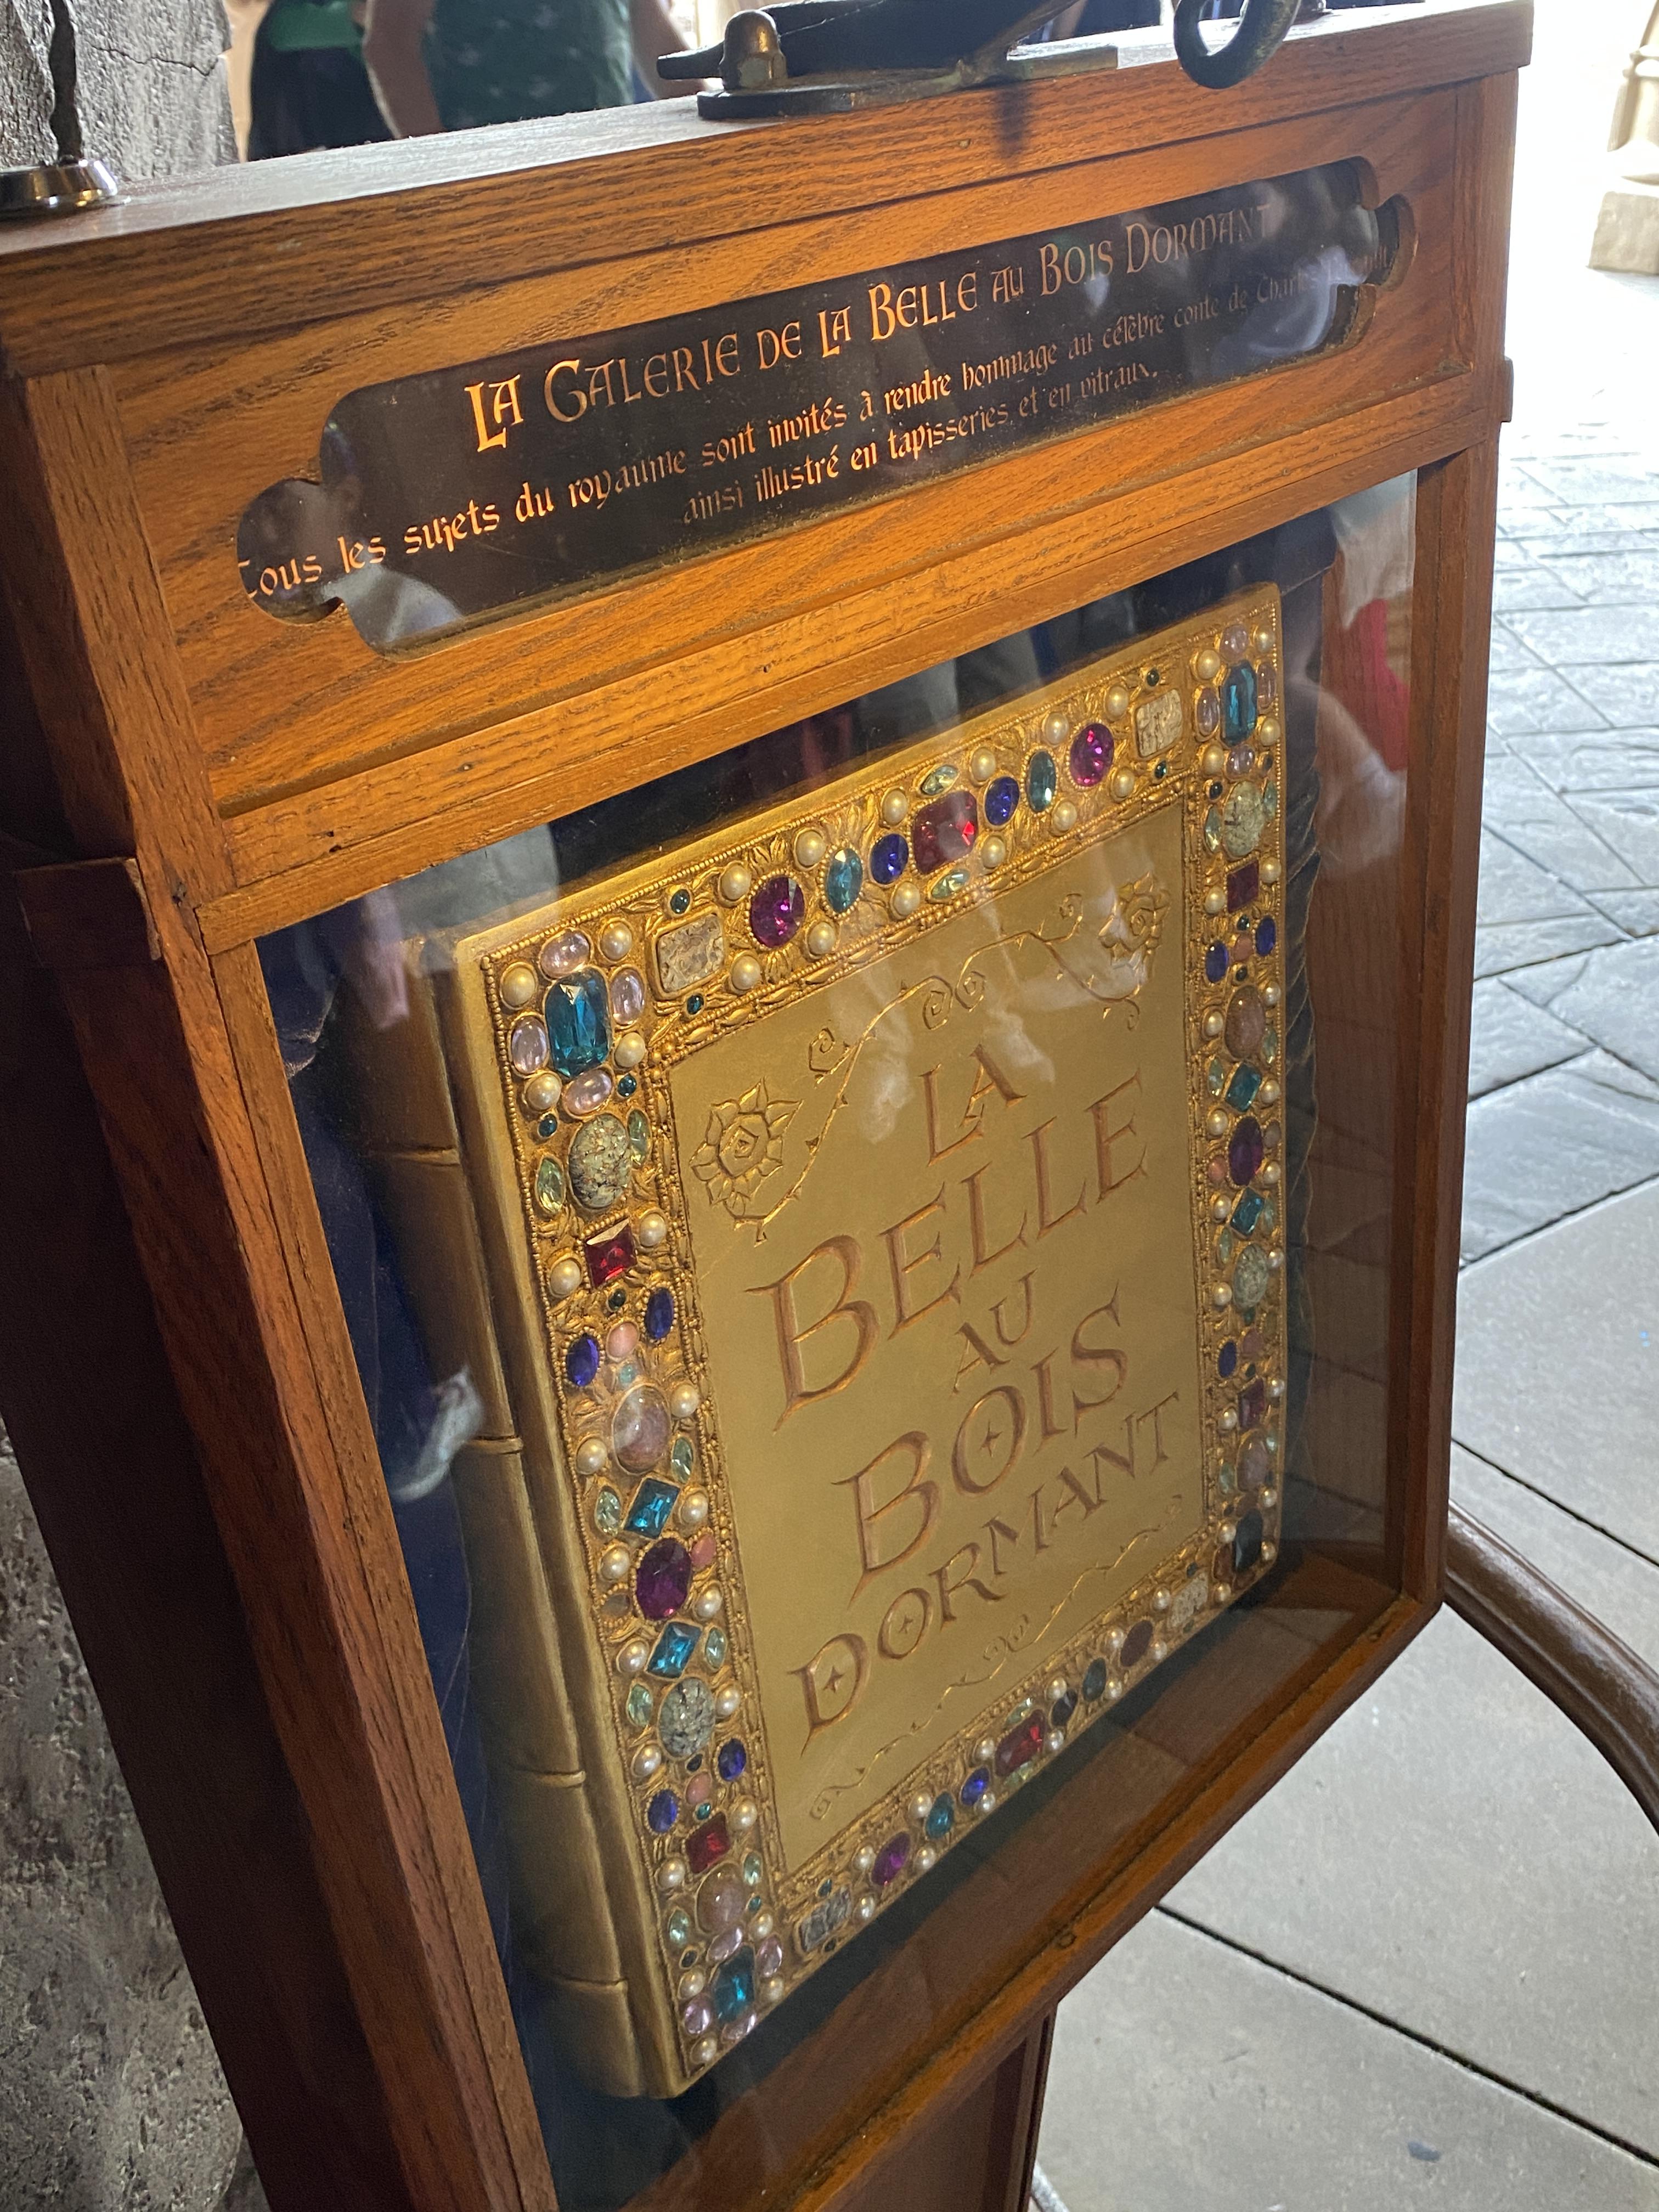 La Galerie de La Belle au Bois Dormant
Tous les sujets du royaume sont invités à rendre hommage au célèbre conte de Charles
ainsi illustré en tapisseries et en vitraux.
LA
BELLE
AU
BOIS
DORMANT